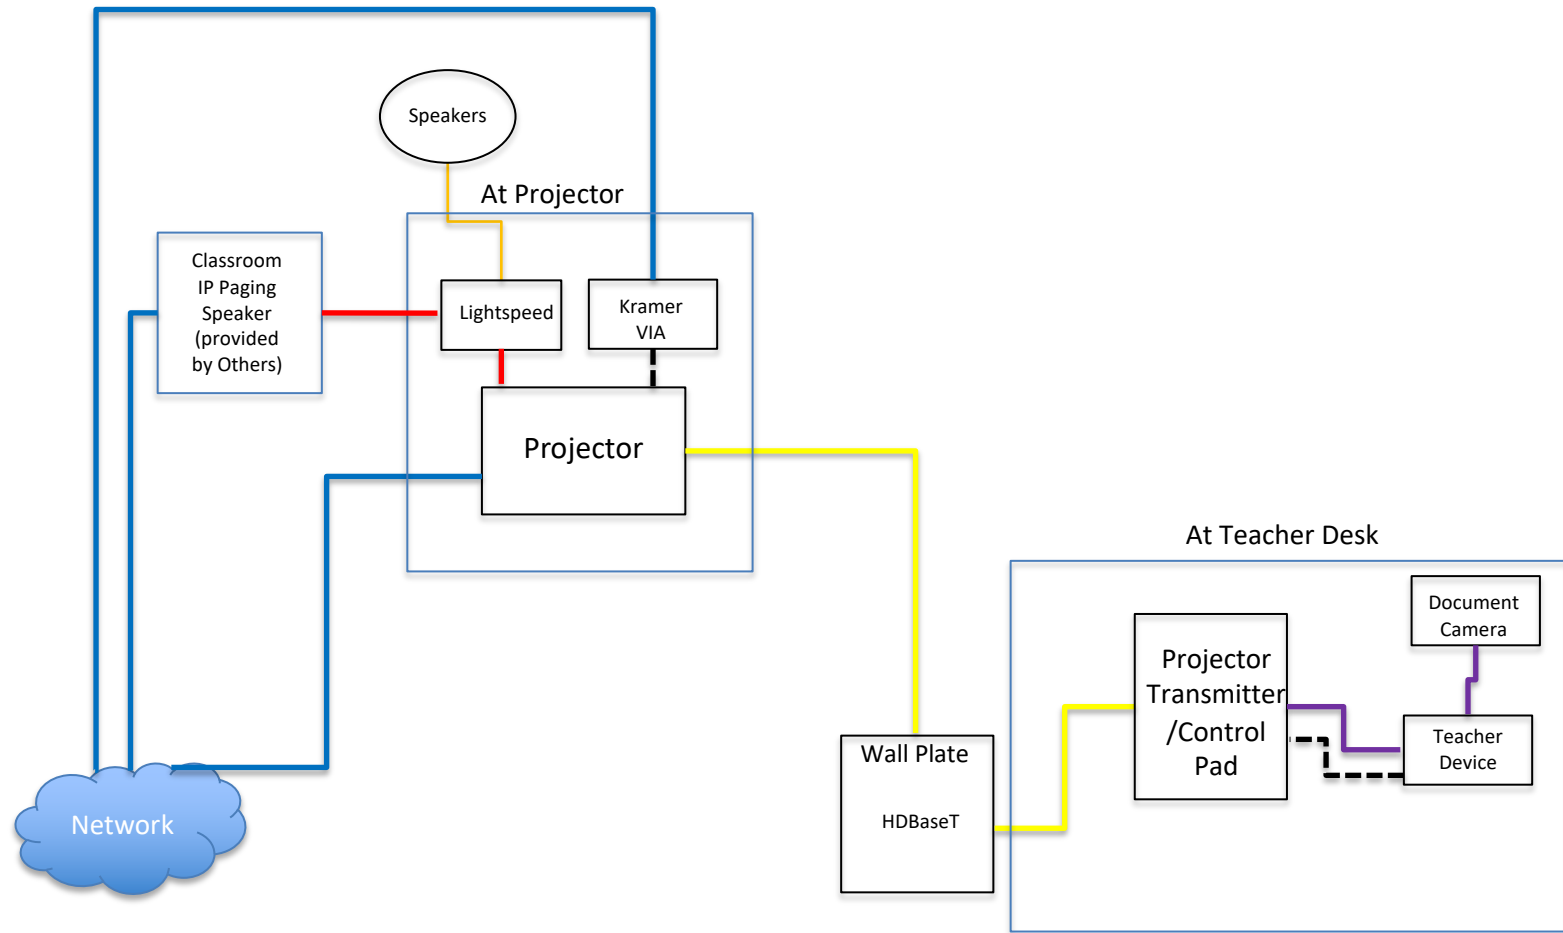 Speakers
At Projector
Classroom
IP Paging
Speaker
(provided
by Others)
Lightspeed
Kramer
VIA
Projector
At Teacher Desk
Document
Camera
Projector
Transmitter
/Control
Pad
Teacher
Device
Wall Plate
HDBaseT
Network